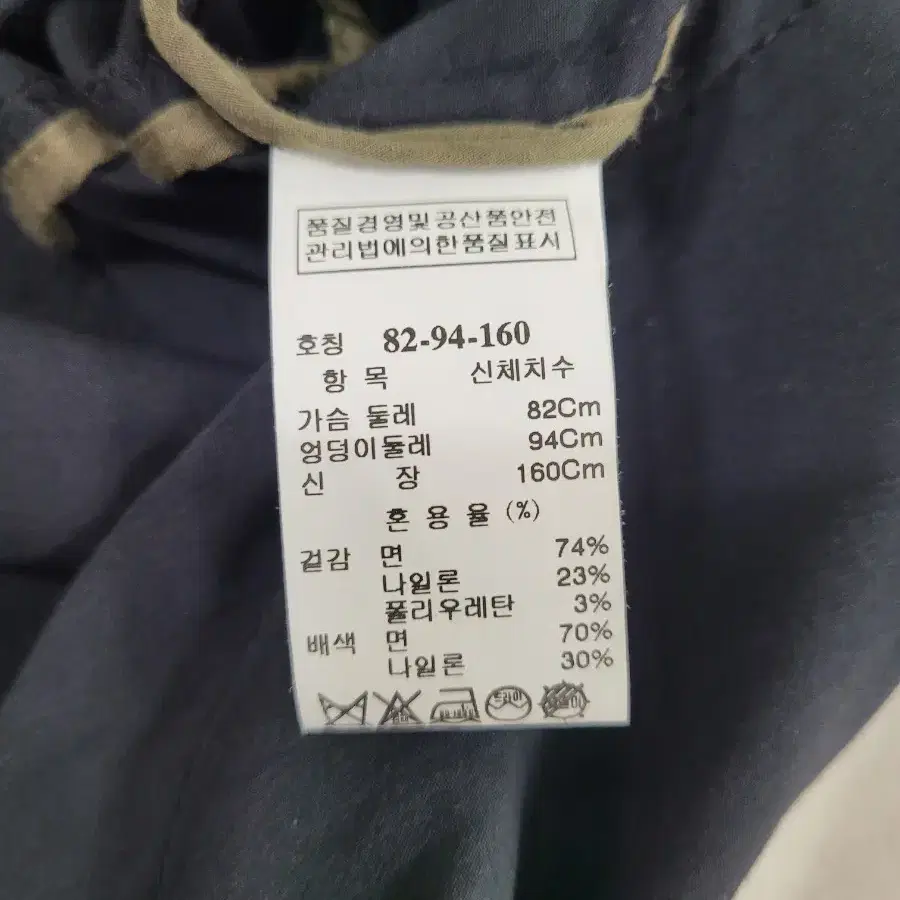 품질경영및공산품안전
관리법에의한품질표시
호칭 82-94-160
항 목 신체치수
가슴 둘레 82Cm
엉덩이둘레 94Cm
신 장 160Cm
혼 용 율 (%)
겉감 면 74%
나일론 23%
폴리우레탄 3%
배색 면 70%
나일론 30%
드라이